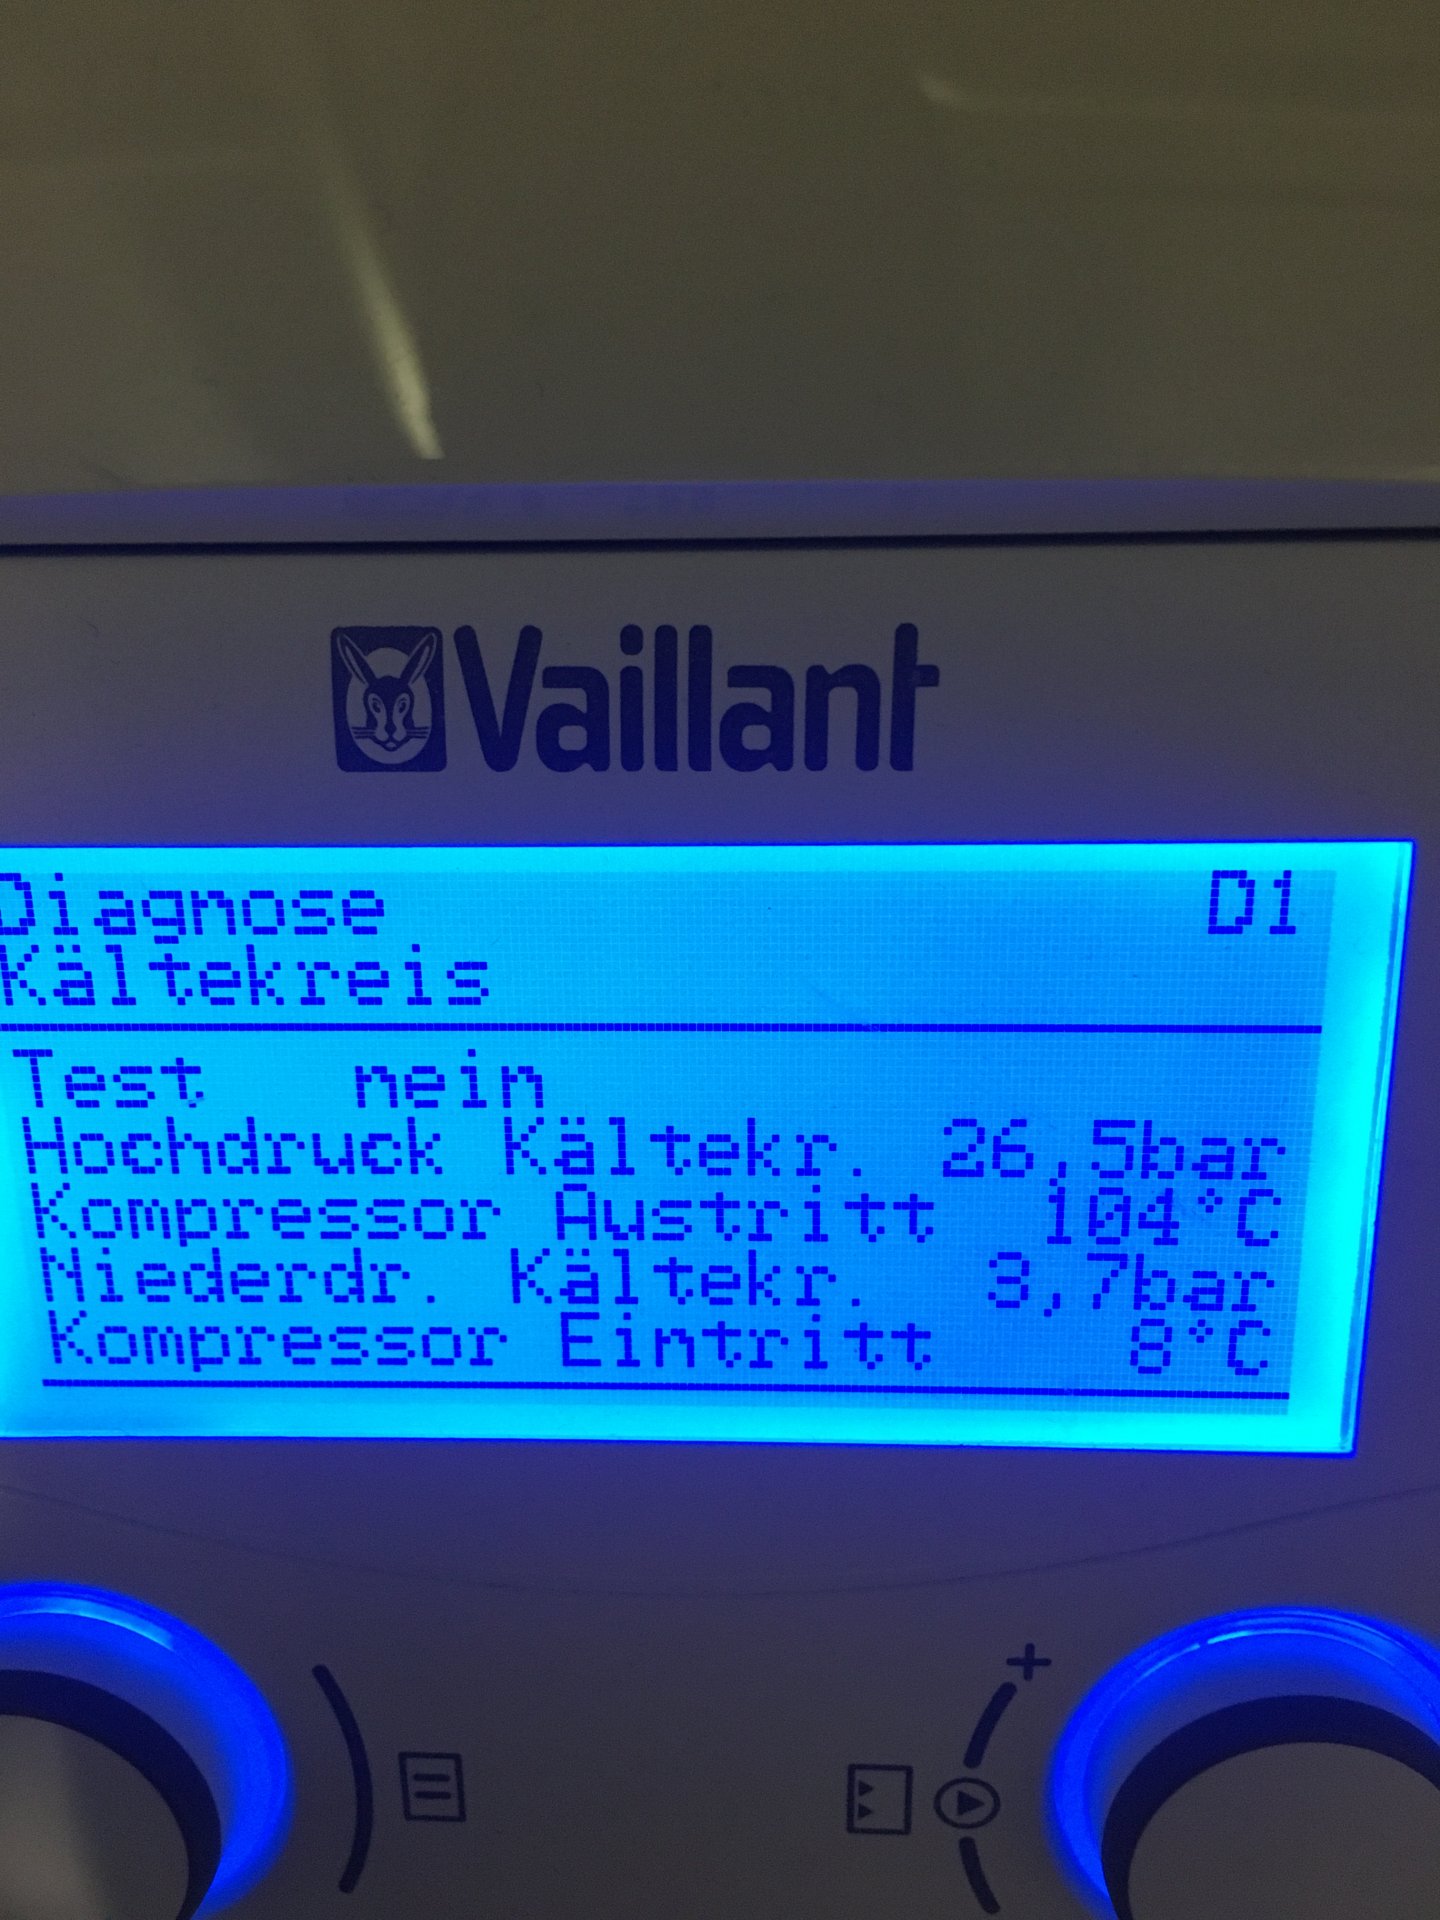 Vaillant
Diagnose D1
Kältekreis
Test nein
Hochdruck Kältekr. 26,5bar
Kompressor Austritt 104°C
Niederdr. Kältekr. 3,7bar
Kompressor Eintritt 8°C
+